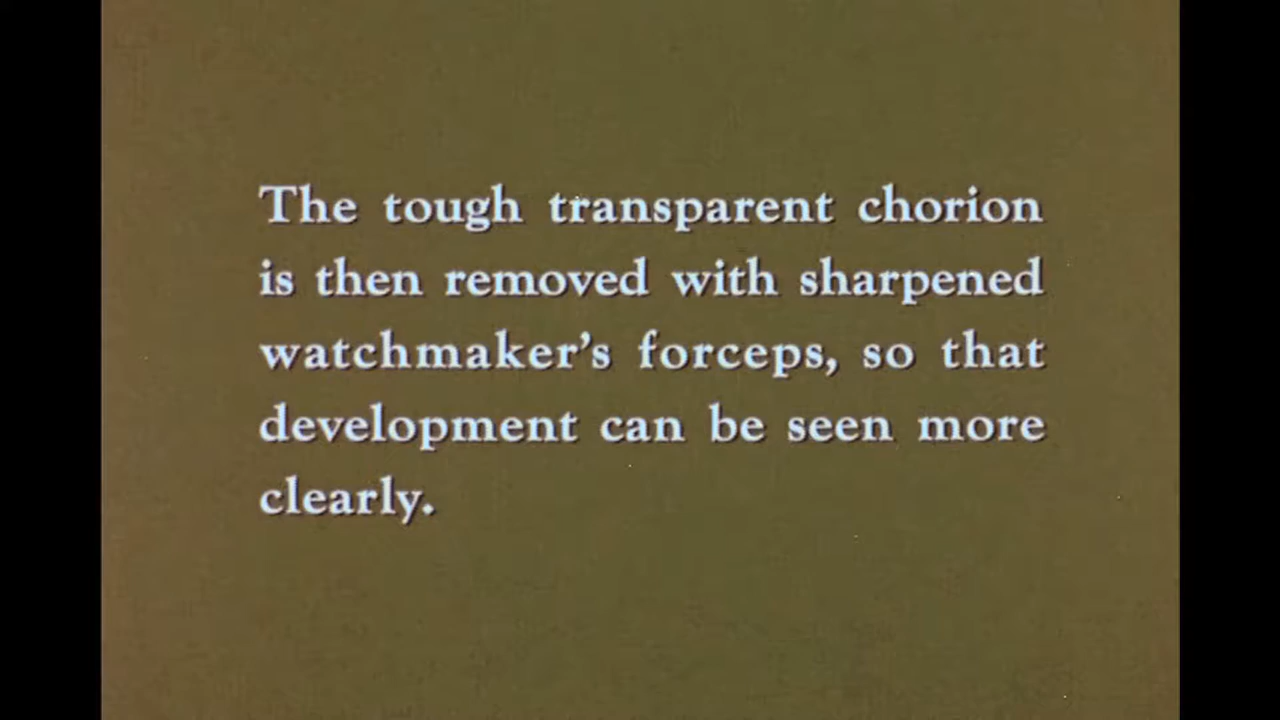 The tough transparent chorion
is then removed with sharpened
watchmaker's forceps, so that
development can be seen more
clearly.